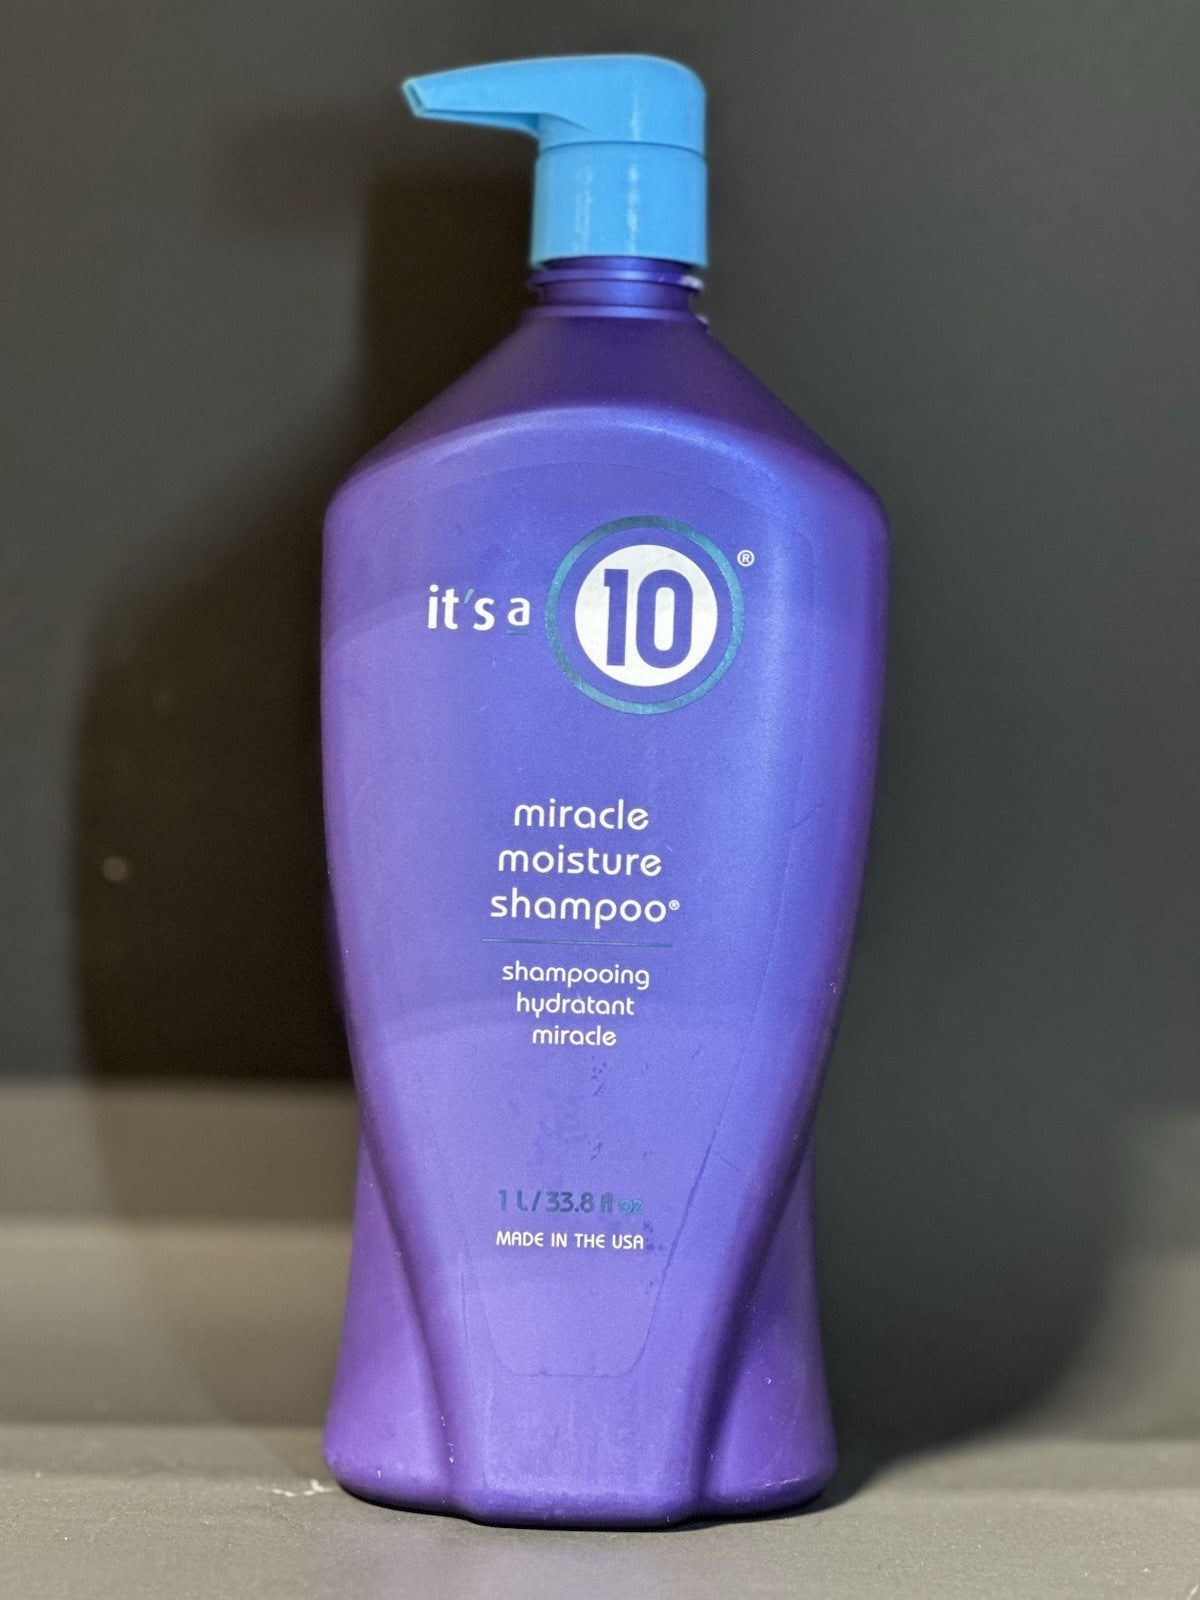 it's a 10®
miracle
moisture
shampoo®
shampooing
hydratant
miracle
1 L/33.8 fl oz
MADE IN THE USA